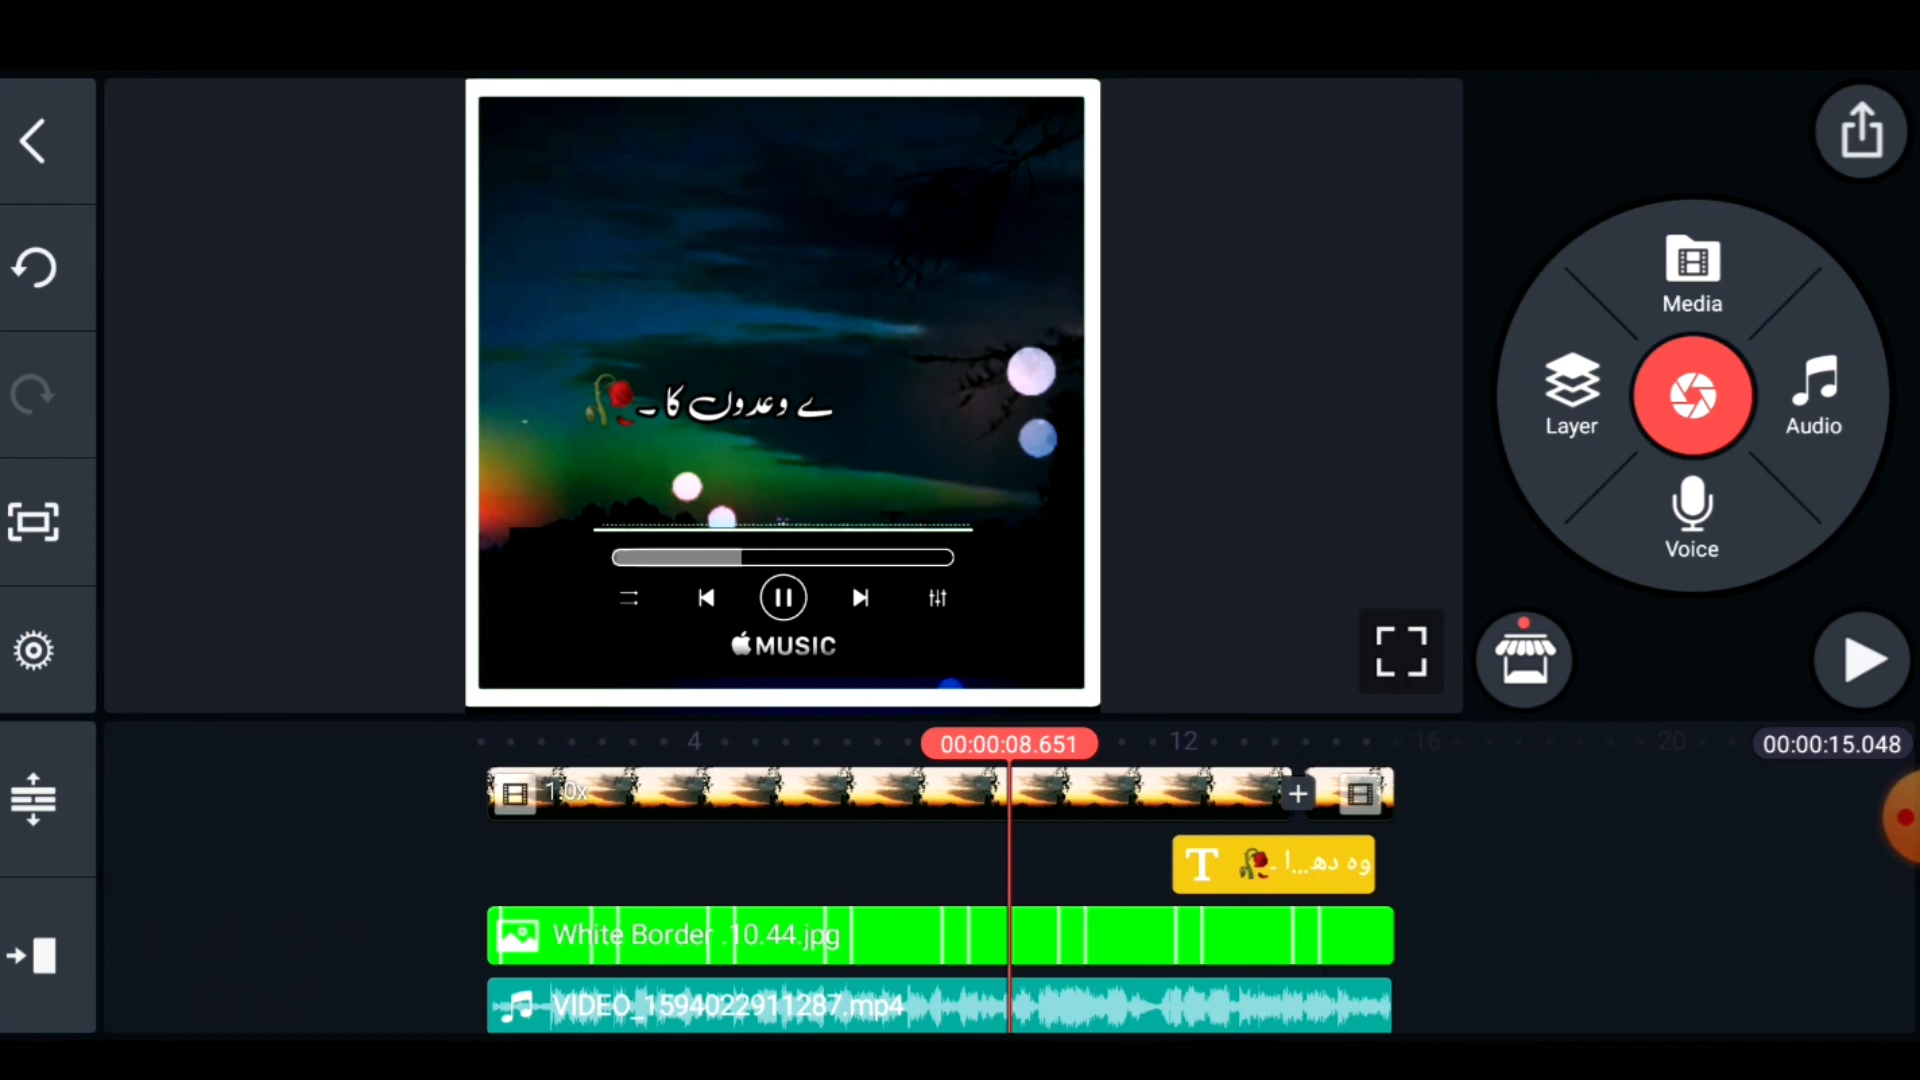 Media
Layer
Audio
Voice
ے وعدوں کا ۔🥀
MUSIC
4
00:00:08.651
12
16
20
00:00:15.048
1.0x
وہ دھ...ا ۔🥀
White Border .10.44.jpg
VIDEO_1594022911287.mp4